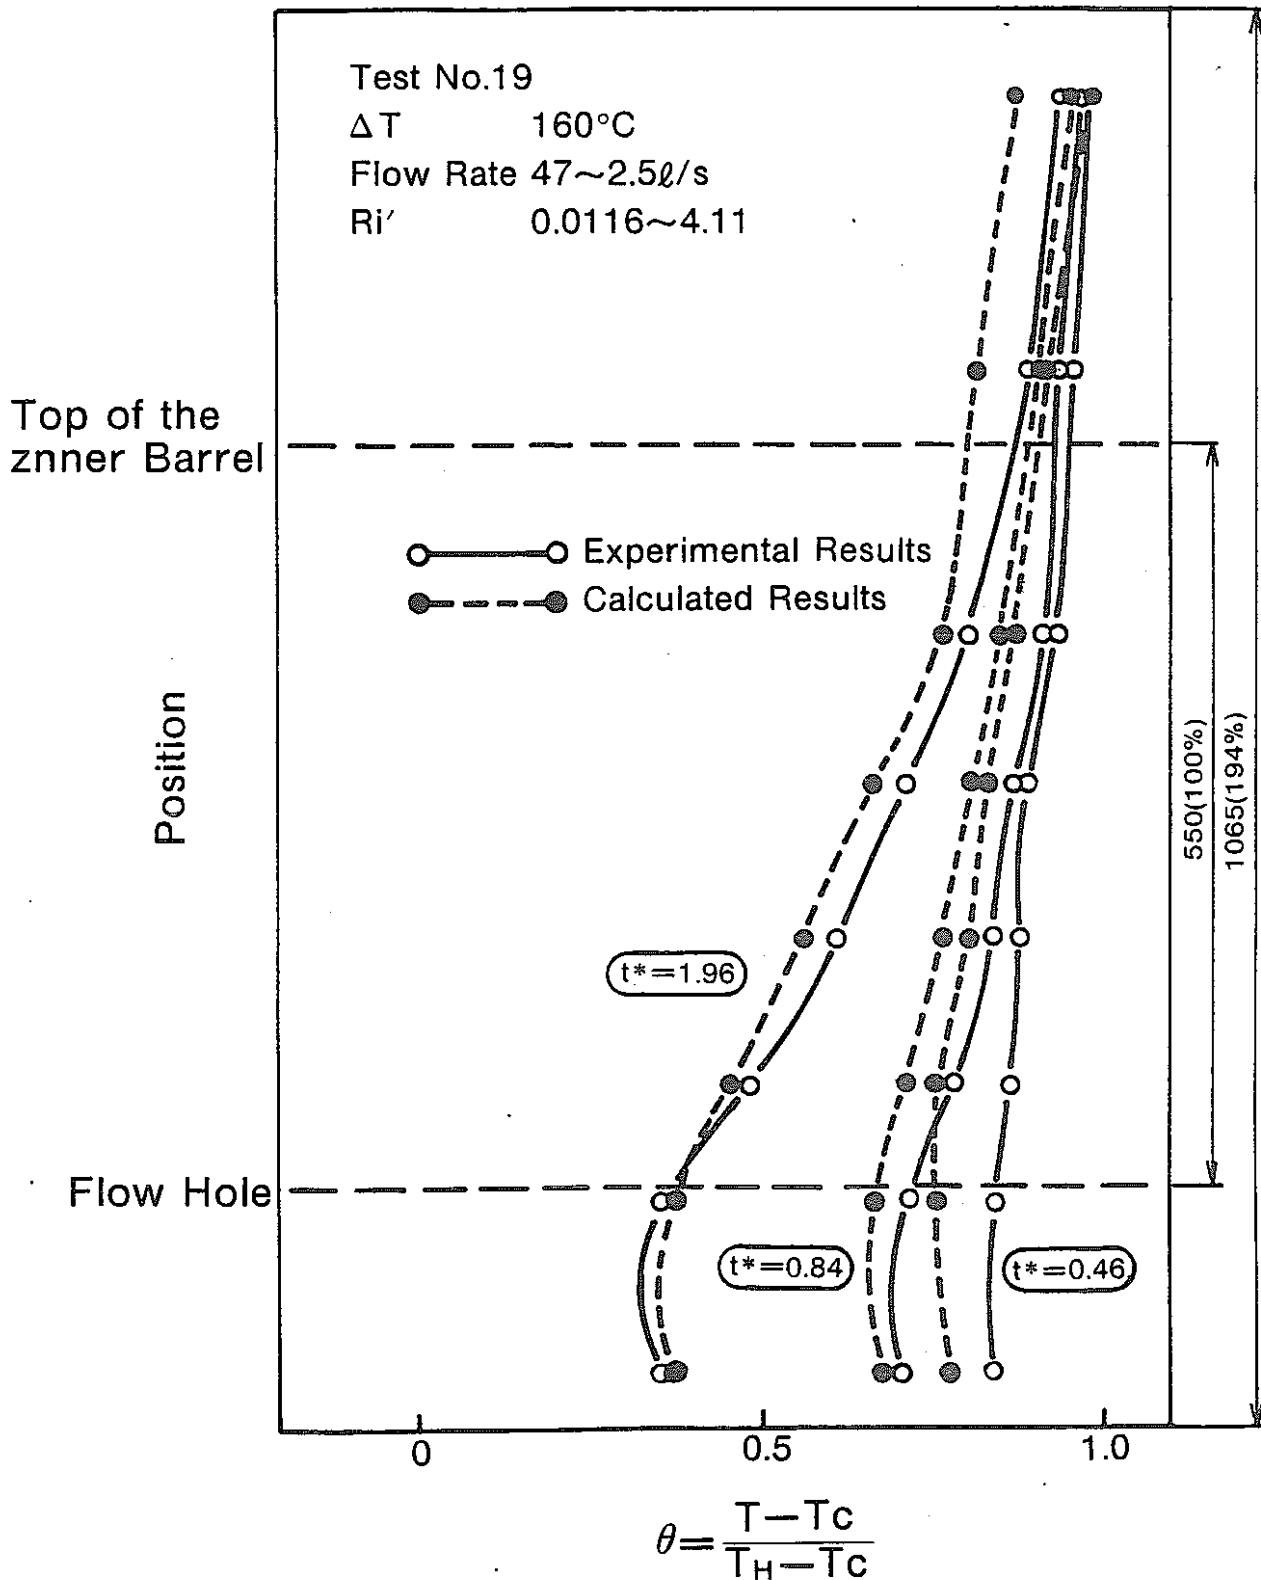 Test No.19
ΔT 160°C
Flow Rate 47~2.5ℓ/s
Ri′ 0.0116~4.11
Top of the
znner Barrel
Experimental Results
Calculated Results
Position
550(100%)
1065(194%)
t*=1.96
Flow Hole
t*=0.84
t*=0.46
0 0.5 1.0
θ=T−Tc/TH−Tc